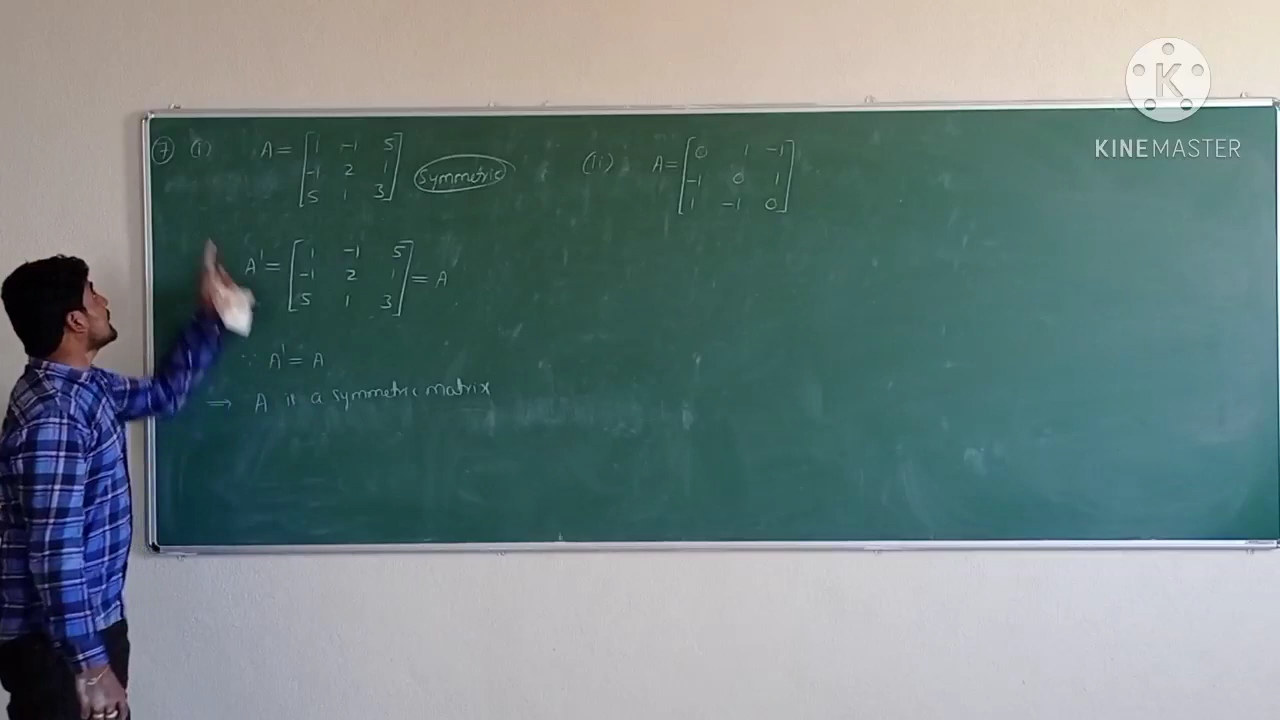 ⑦ (i) A = [1 -1 5
-1 2 1
5 1 3] Symmetric
A' = [1 -1 5
-1 2 1
5 1 3] = A
∵ A' = A
⇒ A is a symmetric matrix
(ii) A = [0 1 -1
-1 0 1
1 -1 0]
K
KINEMASTER